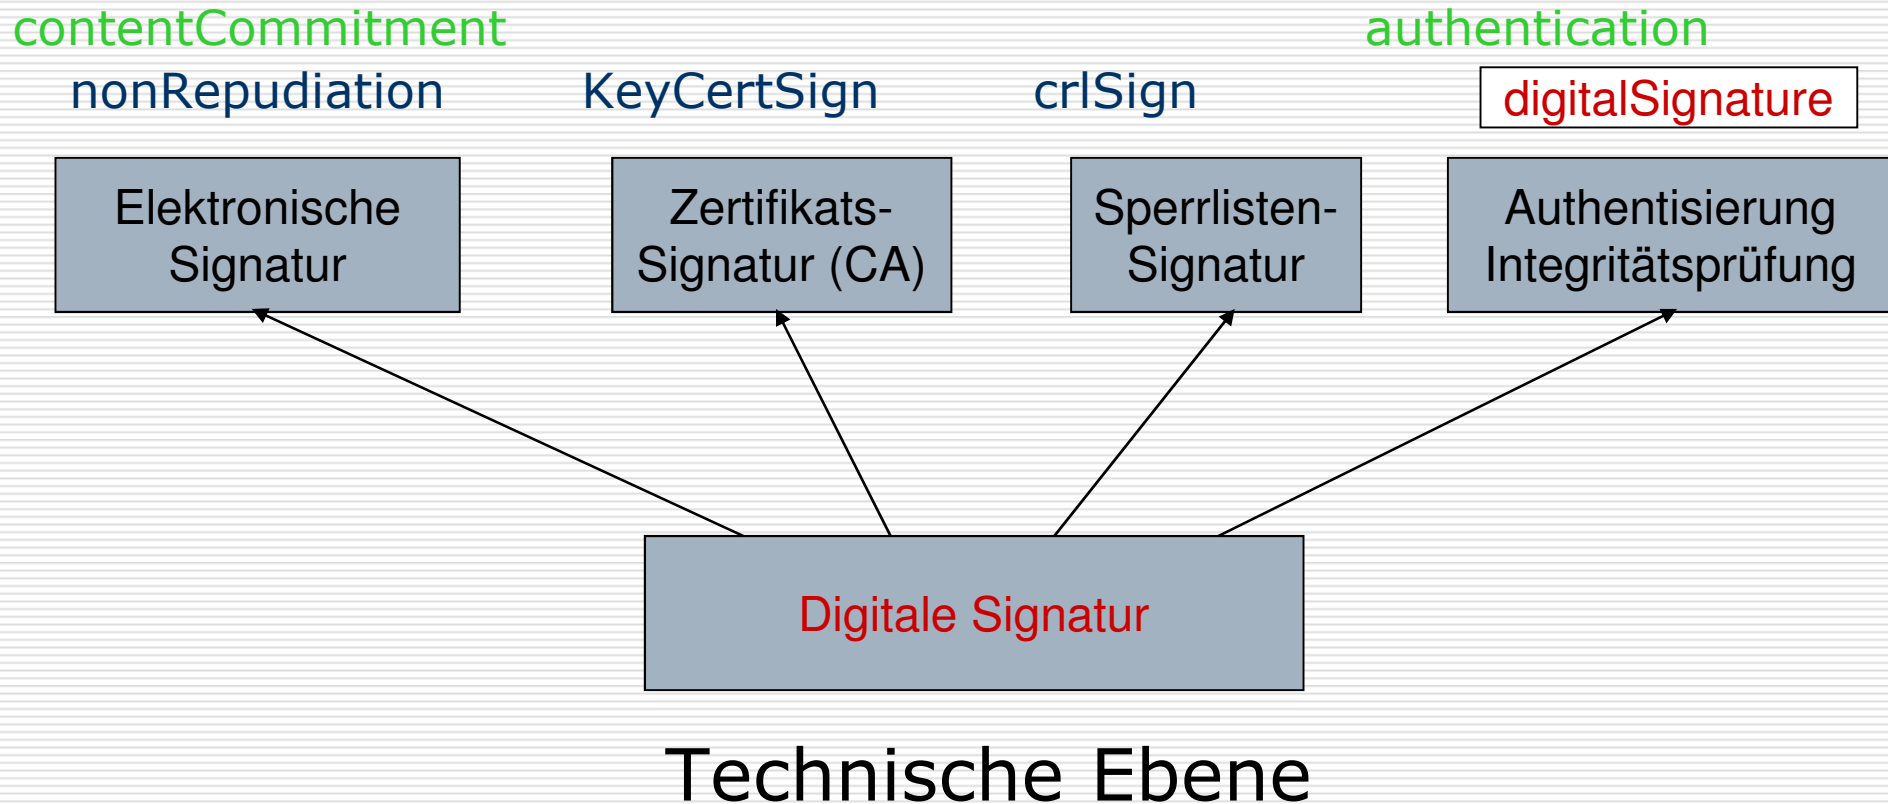 contentCommitment
authentication
nonRepudiation
KeyCertSign
crlSign
digitalSignature
Elektronische
Signatur
Zertifikats-
Signatur (CA)
Sperrlisten-
Signatur
Authentisierung
Integritätsprüfung
Digitale Signatur
Technische Ebene